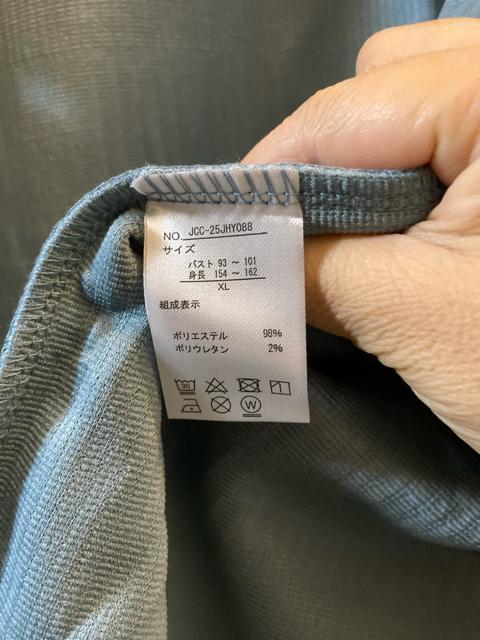 NO. JCC-25JHY088
サイズ
バスト 93 ～ 101
身長 154 ～ 162
XL
組成表示
ポリエステル 98%
ポリウレタン 2%
30
W